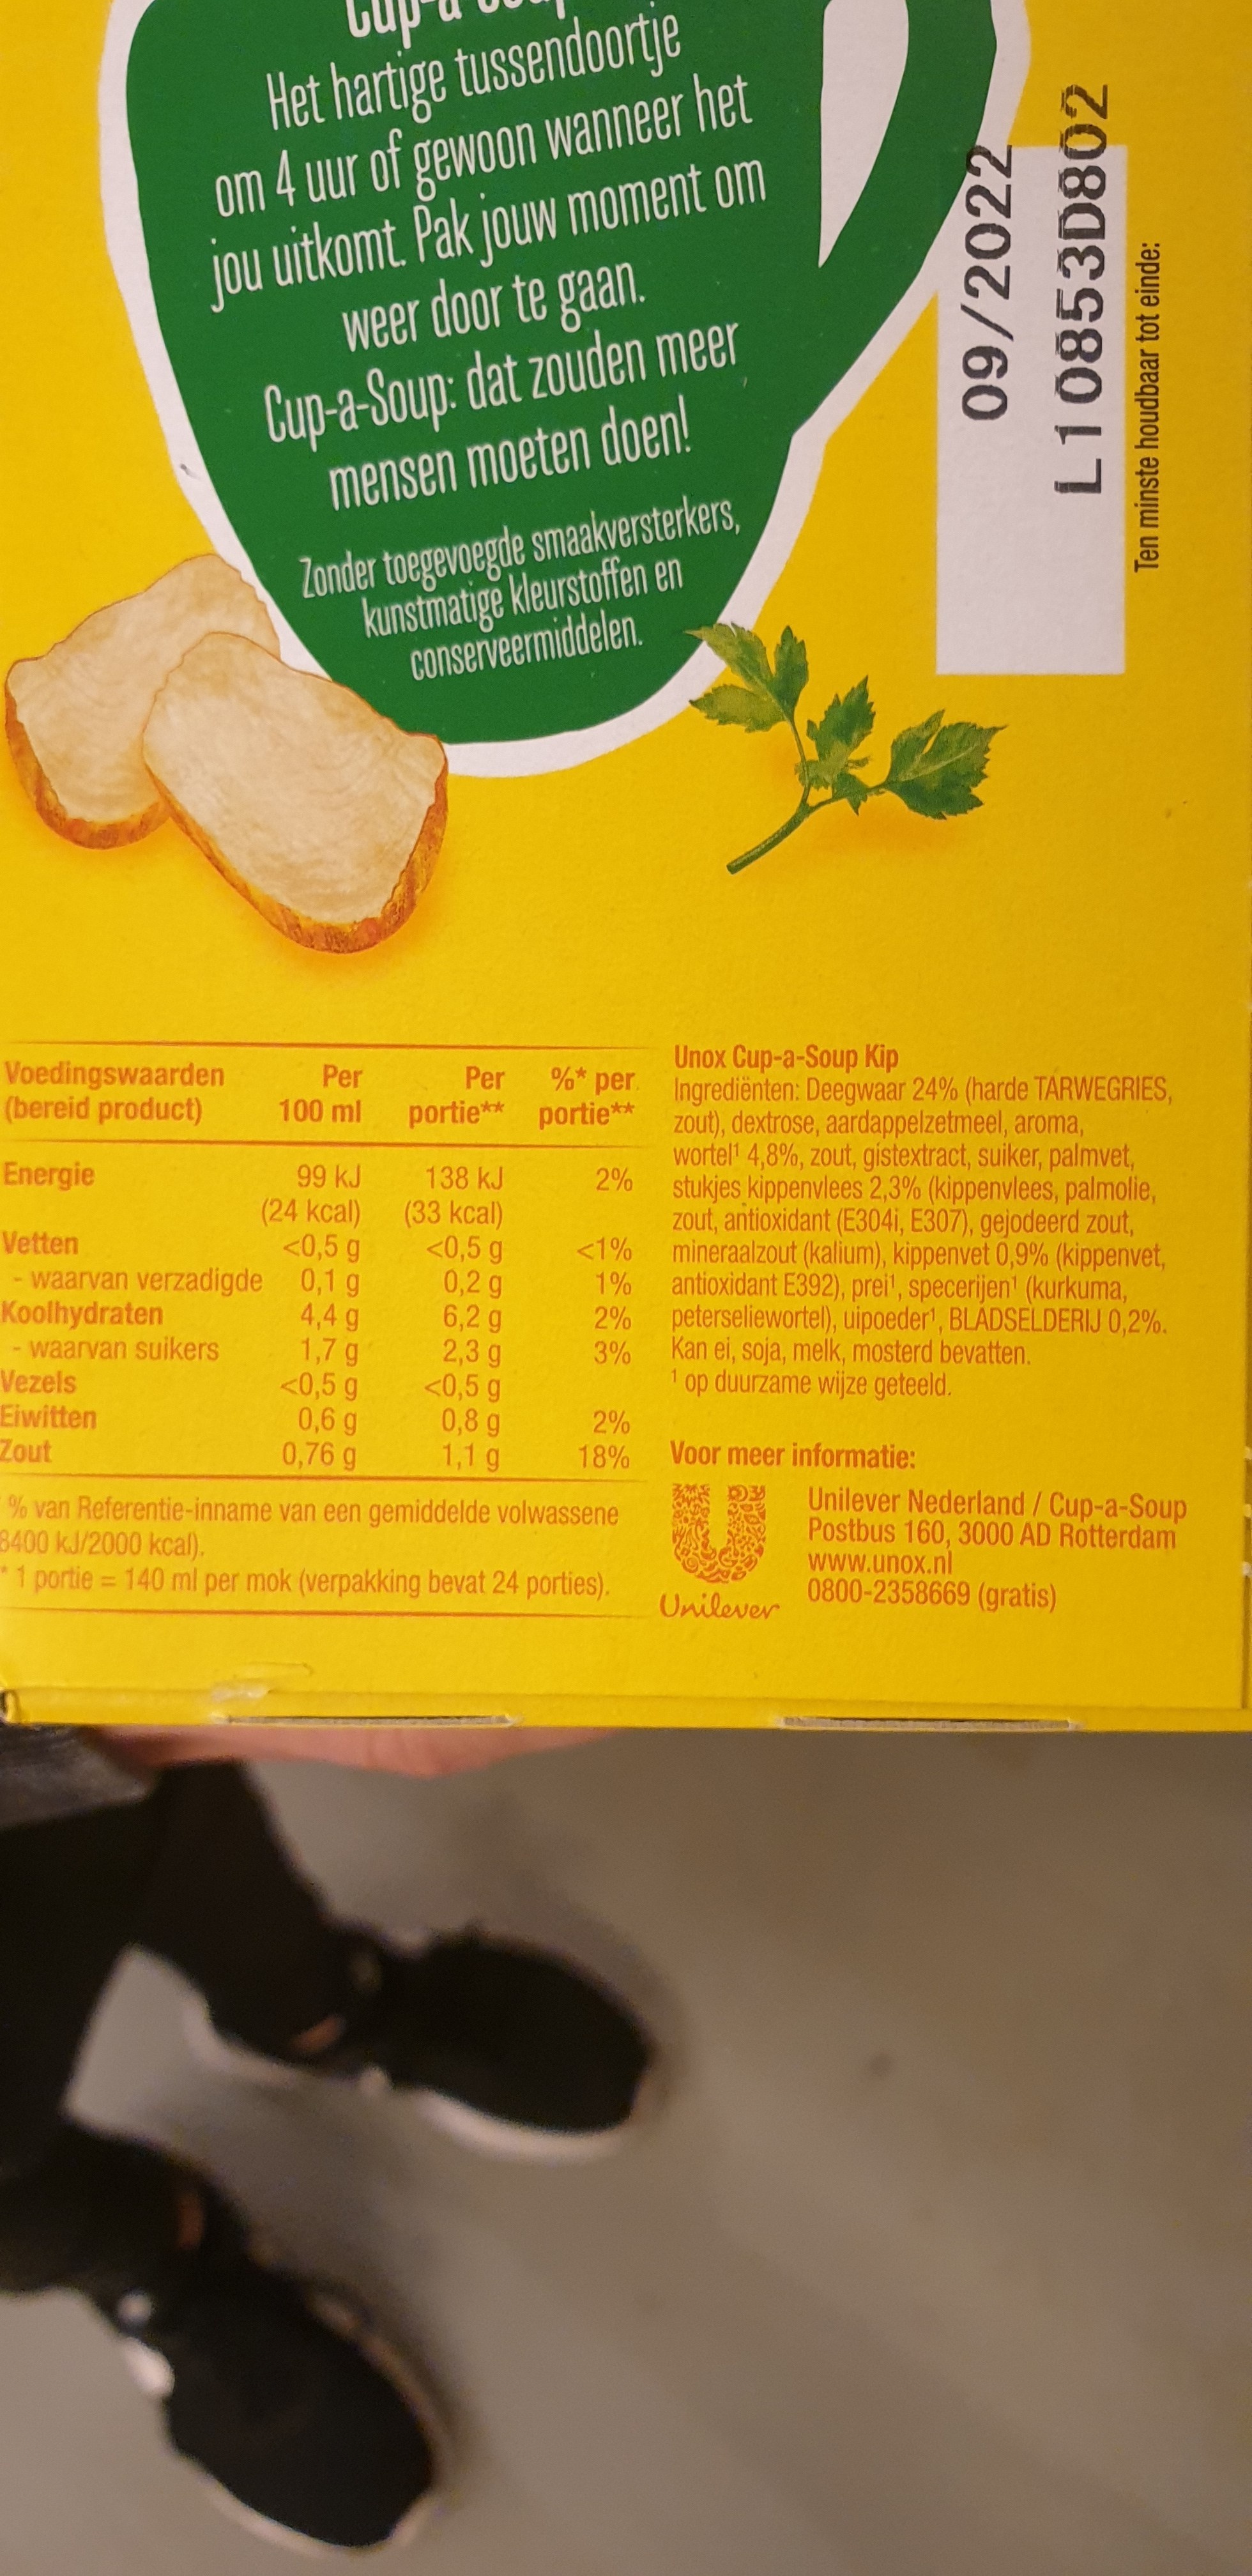 Cup-a-Soup
Het hartige tussendoortje
om 4 uur of gewoon wanneer het
jou uitkomt. Pak jouw moment om
weer door te gaan.
Cup-a-Soup: dat zouden meer
mensen moeten doen!
Zonder toegevoegde smaakversterkers,
kunstmatige kleurstoffen en
conserveermiddelen.
09/2022
L10853D802
Ten minste houdbaar tot einde:
Voedingswaarden Per Per %* per
(bereid product) 100 ml portie** portie**
Energie 99 kJ 138 kJ 2%
(24 kcal) (33 kcal)
Vetten <0,5 g <0,5 g <1%
- waarvan verzadigde 0,1 g 0,2 g 1%
Koolhydraten 4,4 g 6,2 g 2%
- waarvan suikers 1,7 g 2,3 g 3%
Vezels <0,5 g <0,5 g
Eiwitten 0,6 g 0,8 g 2%
Zout 0,76 g 1,1 g 18%
% van Referentie-inname van een gemiddelde volwassene
8400 kJ/2000 kcal).
* 1 portie = 140 ml per mok (verpakking bevat 24 porties).
Unox Cup-a-Soup Kip
Ingrediënten: Deegwaar 24% (harde TARWEGRIES,
zout), dextrose, aardappelzetmeel, aroma,
wortel¹ 4,8%, zout, gistextract, suiker, palmvet,
stukjes kippenvlees 2,3% (kippenvlees, palmolie,
zout, antioxidant (E304i, E307), gejodeerd zout,
mineraalzout (kalium), kippenvet 0,9% (kippenvet,
antioxidant E392), prei¹, specerijen¹ (kurkuma,
peterseliewortel), uipoeder¹, BLADSELDERIJ 0,2%.
Kan ei, soja, melk, mosterd bevatten.
¹ op duurzame wijze geteeld.
Voor meer informatie:
Unilever
Unilever Nederland / Cup-a-Soup
Postbus 160, 3000 AD Rotterdam
www.unox.nl
0800-2358669 (gratis)